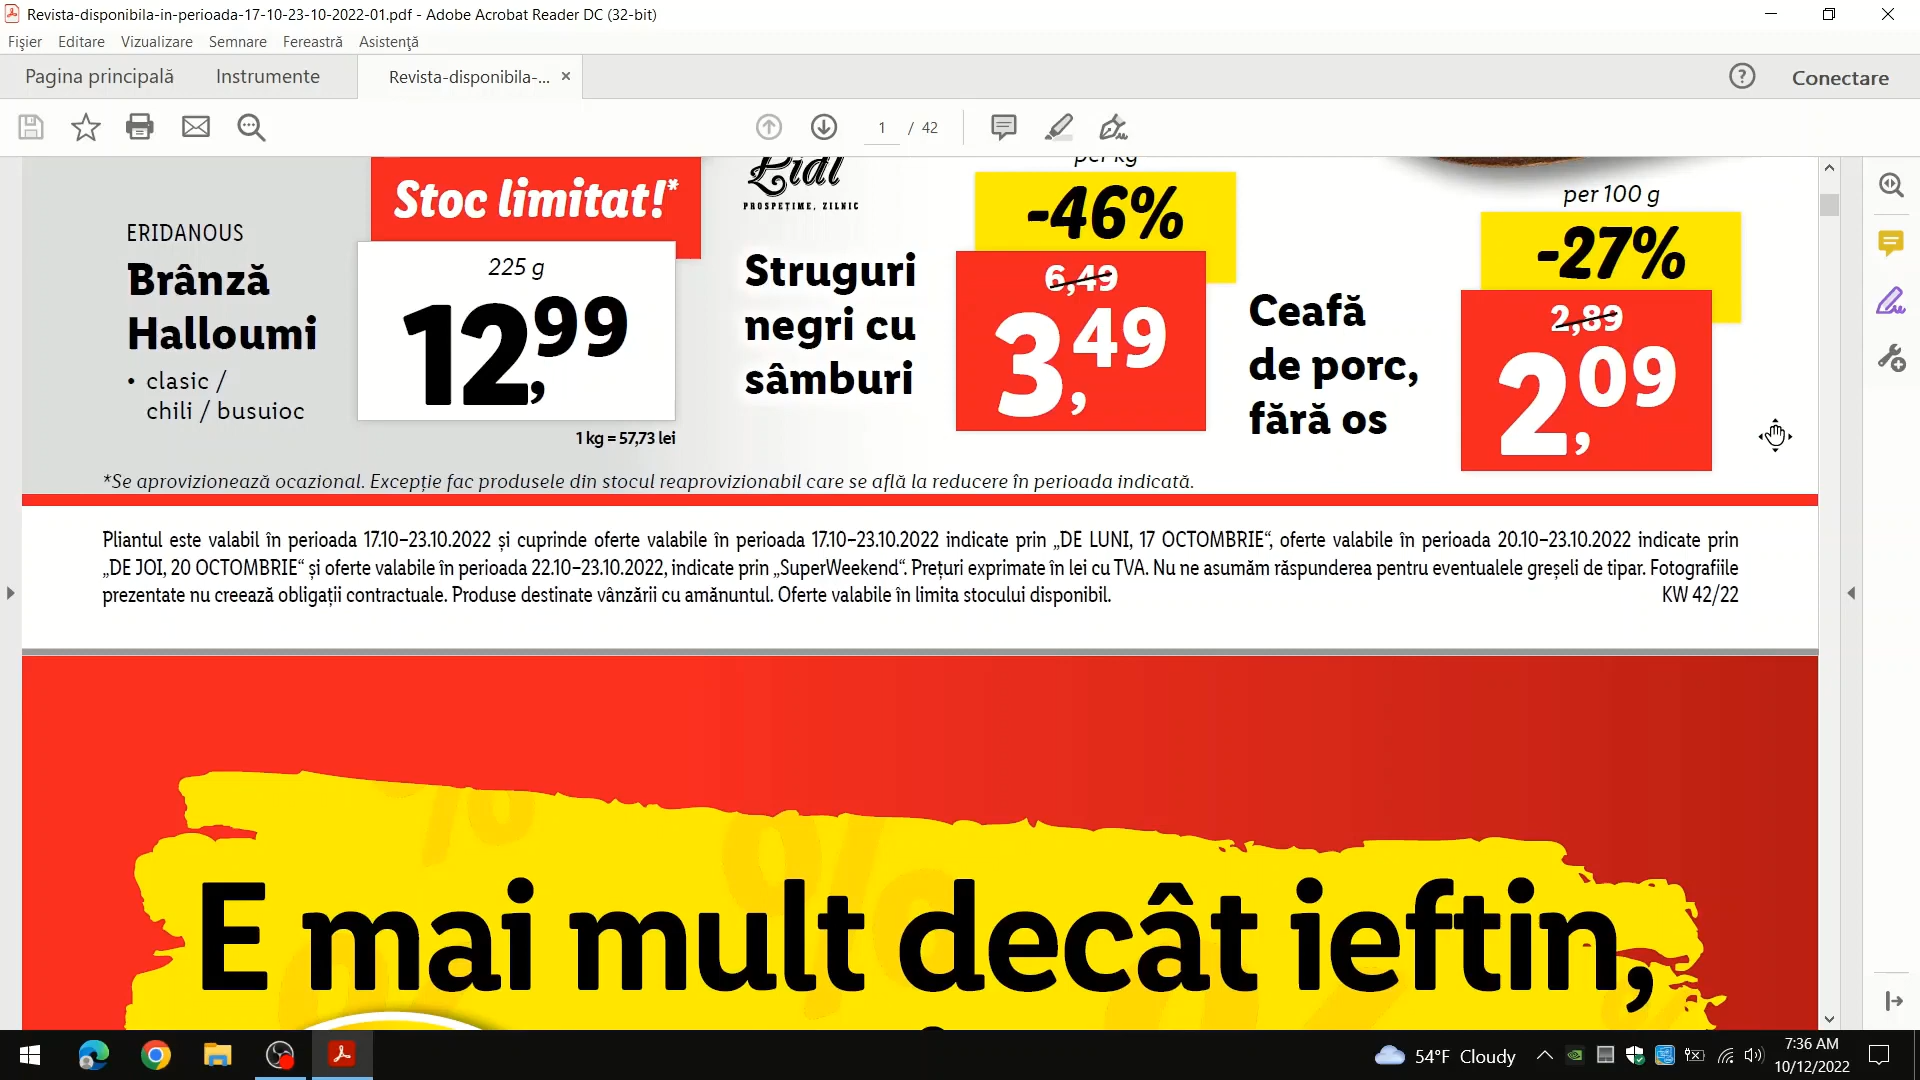 Revista-disponibila-in-perioada-17-10-23-10-2022-01.pdf - Adobe Acrobat Reader DC (32-bit)
Fişier Editare Vizualizare Semnare Fereastră Asistenţă
Pagina principală Instrumente Revista-disponibila-... × Conectare
1 / 42
Stoc limitat!*
Lidl
PROSPEȚIME, ZILNIC
per kg
-46%
per 100 g
-27%
ERIDANOUS
Brânză
Halloumi
• clasic /
chili / busuioc
225 g
12,99
1 kg = 57,73 lei
Struguri
negri cu
sâmburi
6,49
3,49
Ceafă
de porc,
fără os
2,89
2,09
*Se aprovizionează ocazional. Excepție fac produsele din stocul reaprovizionabil care se află la reducere în perioada indicată.
Pliantul este valabil în perioada 17.10–23.10.2022 și cuprinde oferte valabile în perioada 17.10–23.10.2022 indicate prin „DE LUNI, 17 OCTOMBRIE“, oferte valabile în perioada 20.10–23.10.2022 indicate prin
„DE JOI, 20 OCTOMBRIE“ și oferte valabile în perioada 22.10–23.10.2022, indicate prin „SuperWeekend“. Prețuri exprimate în lei cu TVA. Nu ne asumăm răspunderea pentru eventualele greșeli de tipar. Fotografiile
prezentate nu creează obligații contractuale. Produse destinate vânzării cu amănuntul. Oferte valabile în limita stocului disponibil. KW 42/22
E mai mult decât ieftin,
54°F Cloudy
7:36 AM
10/12/2022